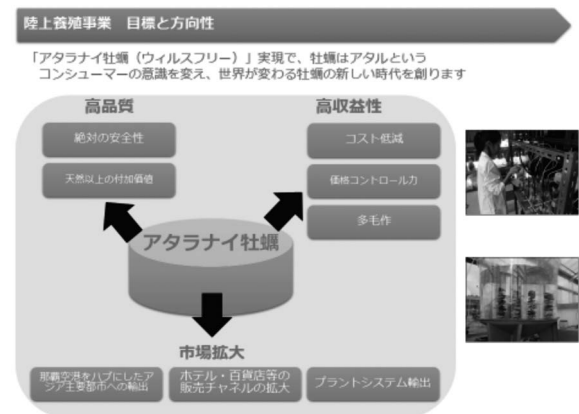 陸上養殖事業　目標と方向性
「アタラナイ牡蠣（ウィルスフリー）」実現で、牡蠣はアタルという
コンシューマーの意識を変え、世界が変わる牡蠣の新しい時代を創ります
高品質
絶対の安全性
天然以上の付加価値
高収益性
コスト低減
価格コントロール力
多毛作
アタラナイ牡蠣
市場拡大
那覇空港をハブにしたア
ジア主要都市への輸出
ホテル・百貨店等の
販売チャネルの拡大
プラントシステム輸出